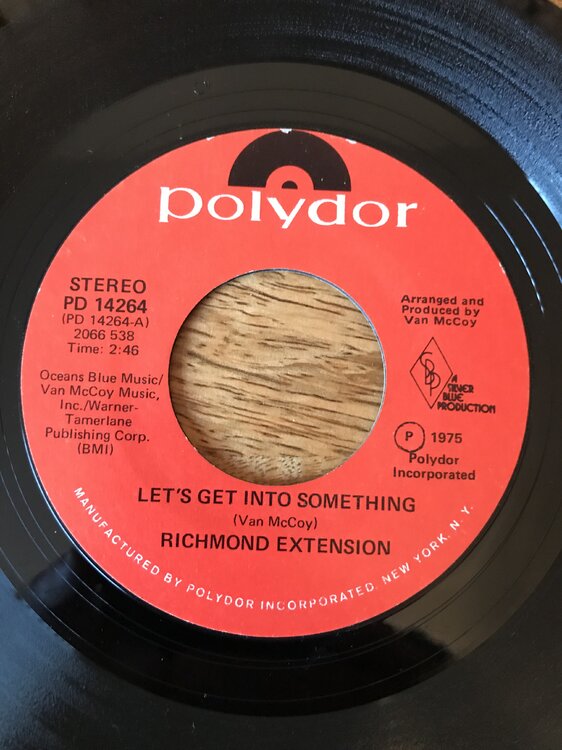 polydor
STEREO
PD 14264
(PD 14264-A)
2066 538
Time: 2:46
Oceans Blue Music/
Van McCoy Music,
Inc./Warner-
Tamerlane
Publishing Corp.
(BMI)
Arranged and
Produced by
Van McCoy
SBP
A
SILVER
BLUE
PRODUCTION
P 1975
Polydor
Incorporated
LET'S GET INTO SOMETHING
(Van McCoy)
RICHMOND EXTENSION
MANUFACTURED BY POLYDOR INCORPORATED, NEW YORK, N.Y.